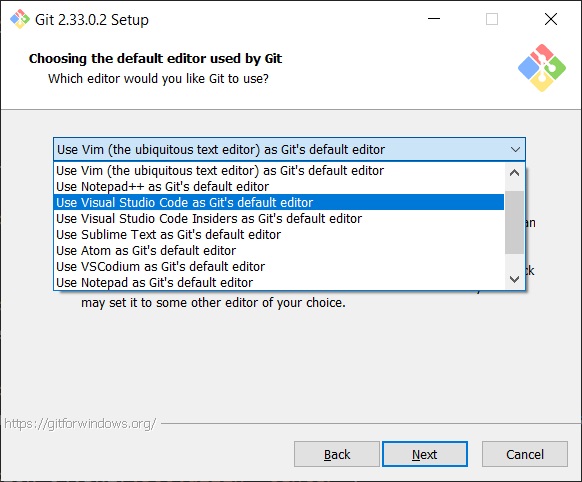 Git 2.33.0.2 Setup
Choosing the default editor used by Git
Which editor would you like Git to use?
Use Vim (the ubiquitous text editor) as Git's default editor
Use Vim (the ubiquitous text editor) as Git's default editor
Use Notepad++ as Git's default editor
Use Visual Studio Code as Git's default editor
Use Visual Studio Code Insiders as Git's default editor
Use Sublime Text as Git's default editor
Use Atom as Git's default editor
Use VSCodium as Git's default editor
Use Notepad as Git's default editor
may set it to some other editor of your choice.
https://gitforwindows.org/
Back
Next
Cancel